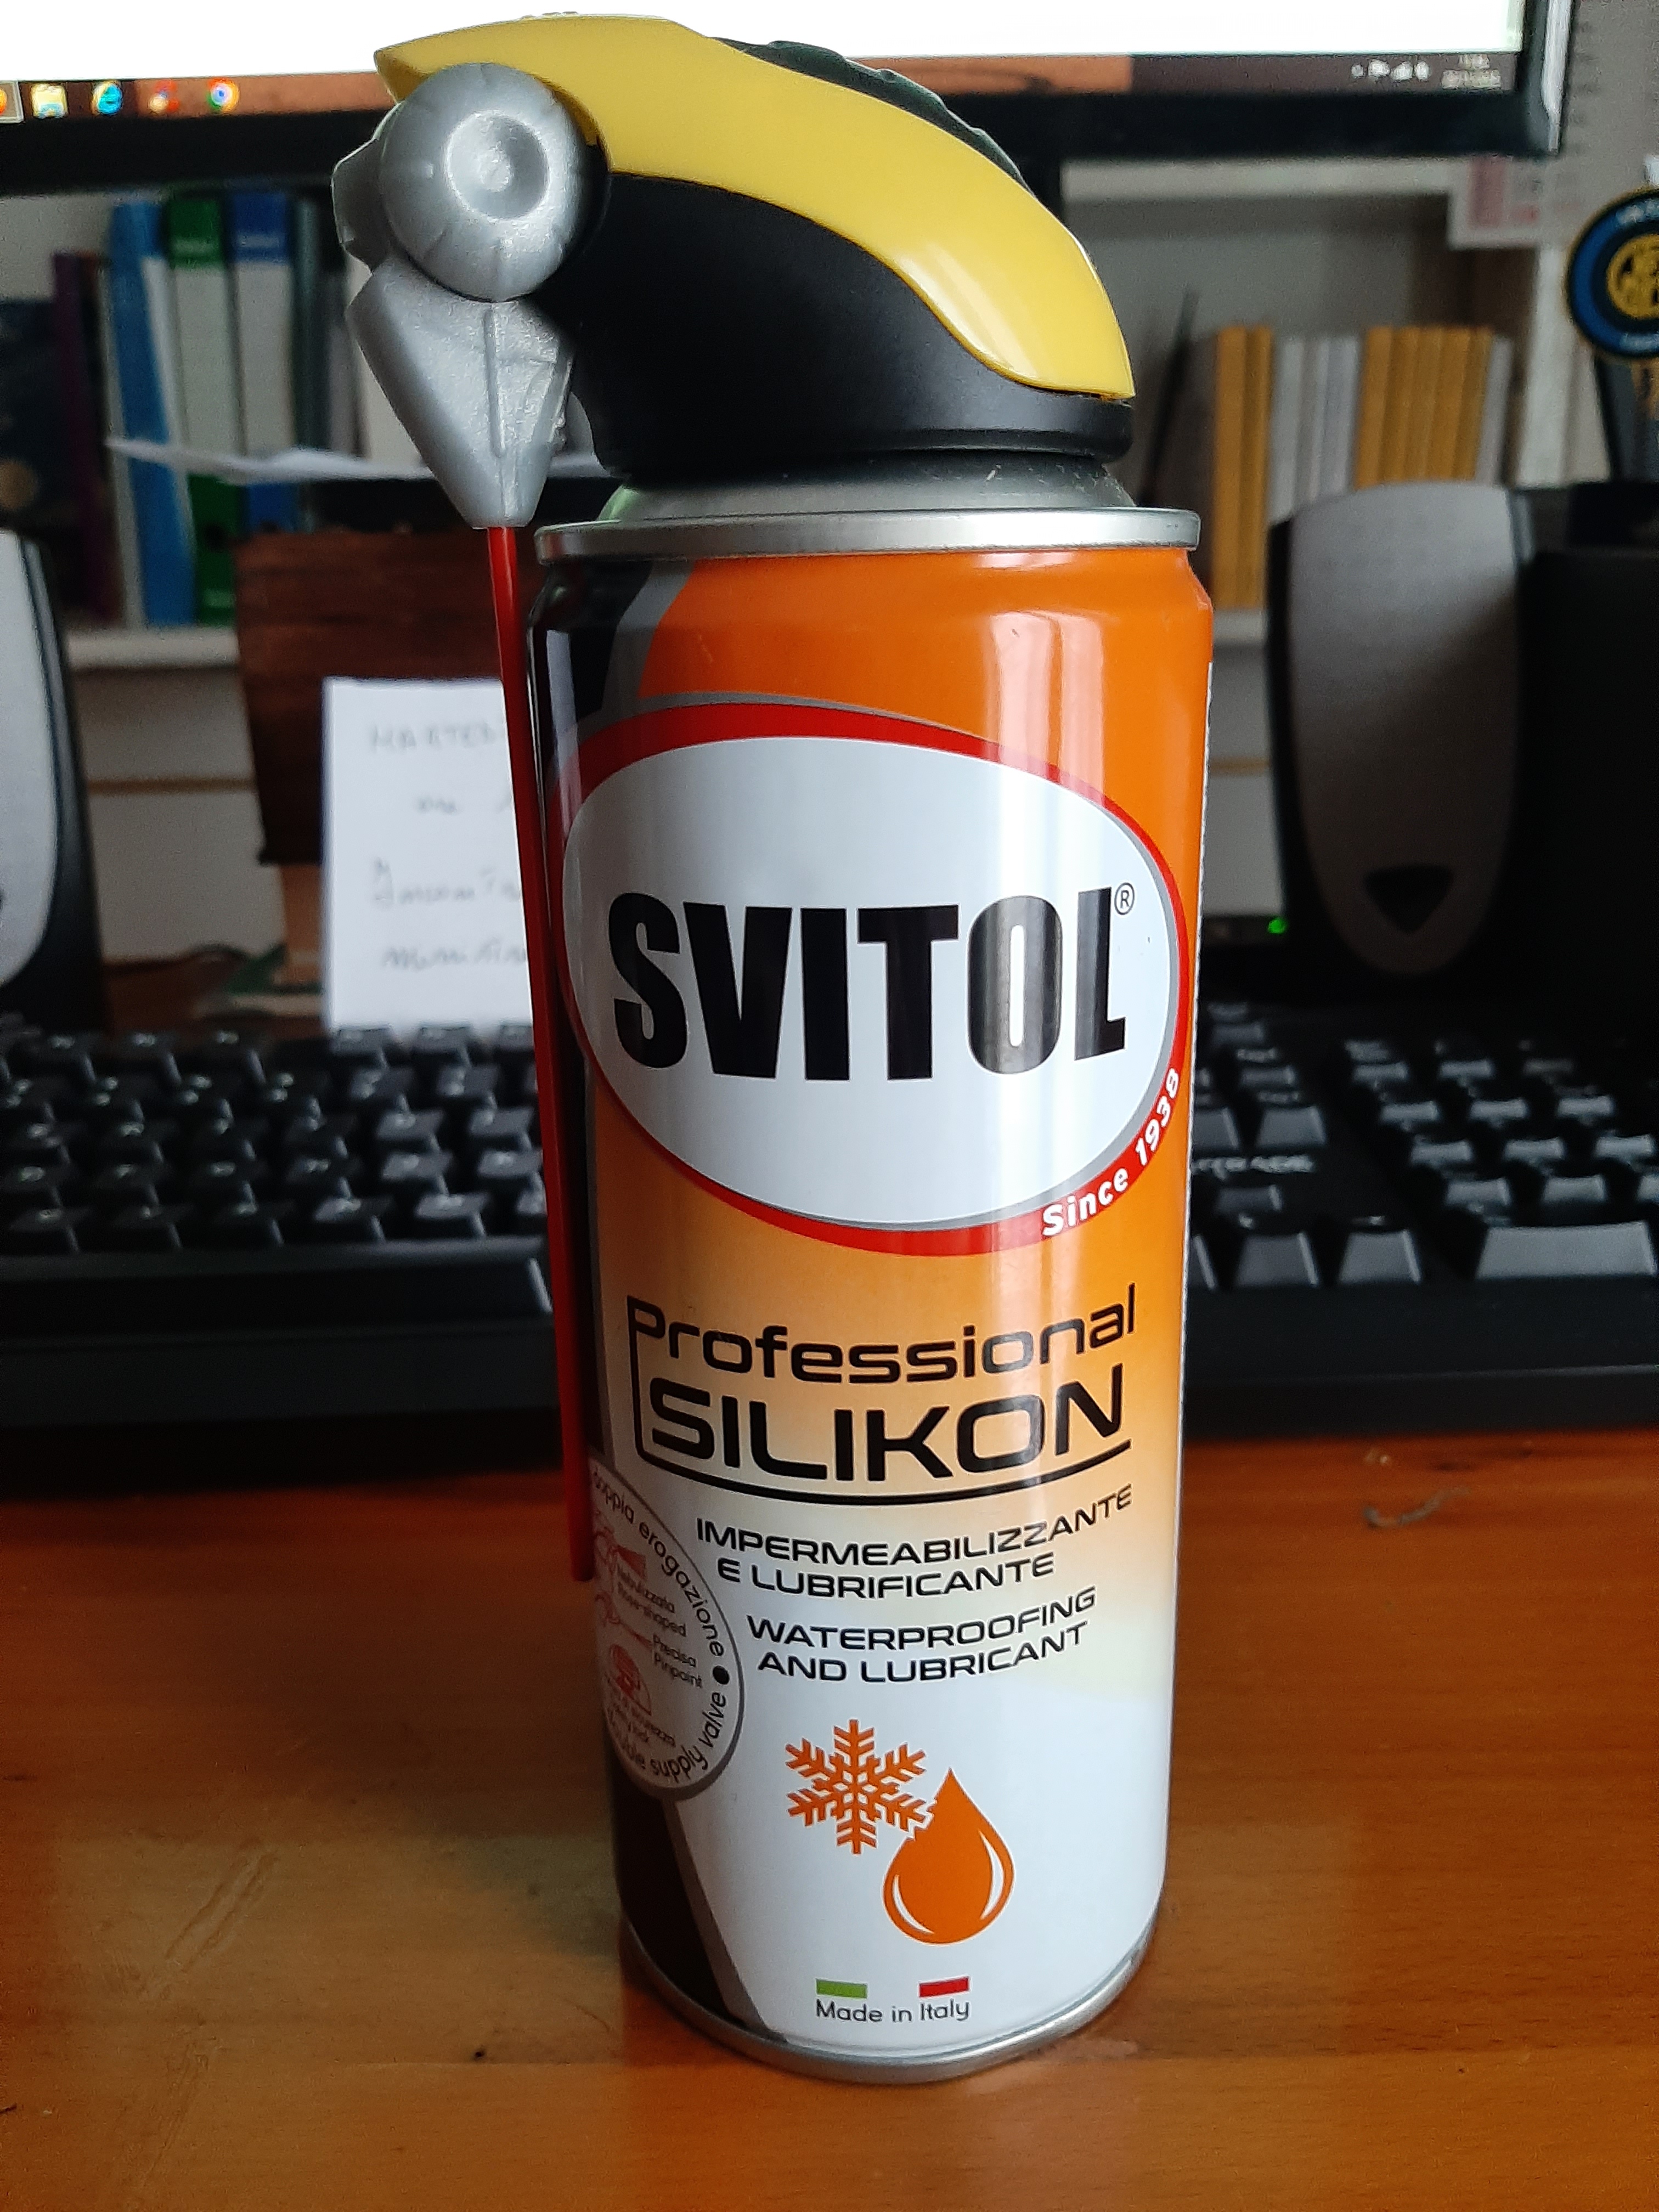 SVITOL®
Since 1938
Professional
SILIKON
IMPERMEABILIZZANTE
E LUBRIFICANTE
WATERPROOFING
AND LUBRICANT
doppia erogazione
Nebulizzata
Precisa
Pinpoint
supply valve
Made in Italy